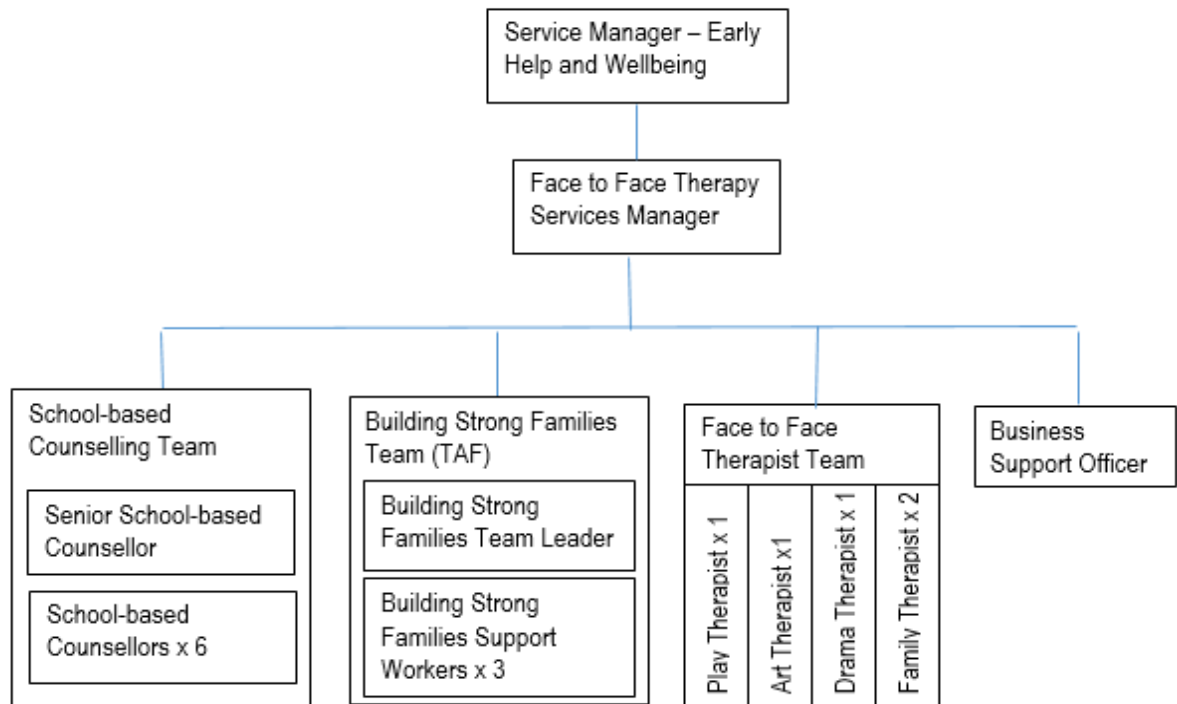 Service Manager – Early
Help and Wellbeing
Face to Face Therapy
Services Manager
School-based
Counselling Team
Senior School-based
Counsellor
School-based
Counsellors x 6
Building Strong Families
Team (TAF)
Building Strong
Families Team Leader
Building Strong
Families Support
Workers x 3
Face to Face
Therapist Team
Play Therapist x 1
Art Therapist x1
Drama Therapist x 1
Family Therapist x 2
Business
Support Officer